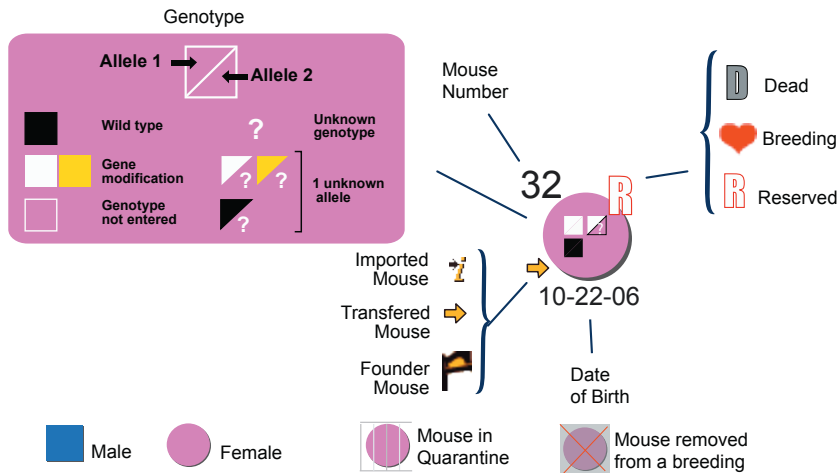 Genotype
Allele 1
Allele 2
Wild type
?
Unknown
genotype
Gene
modification
?
?
1 unknown
allele
Genotype
not entered
?
Mouse
Number
32
R
?
10-22-06
Date
of Birth
D
Dead
Breeding
R
Reserved
Imported
Mouse
i
Transfered
Mouse
Founder
Mouse
Male
Female
Mouse in
Quarantine
Mouse removed
from a breeding